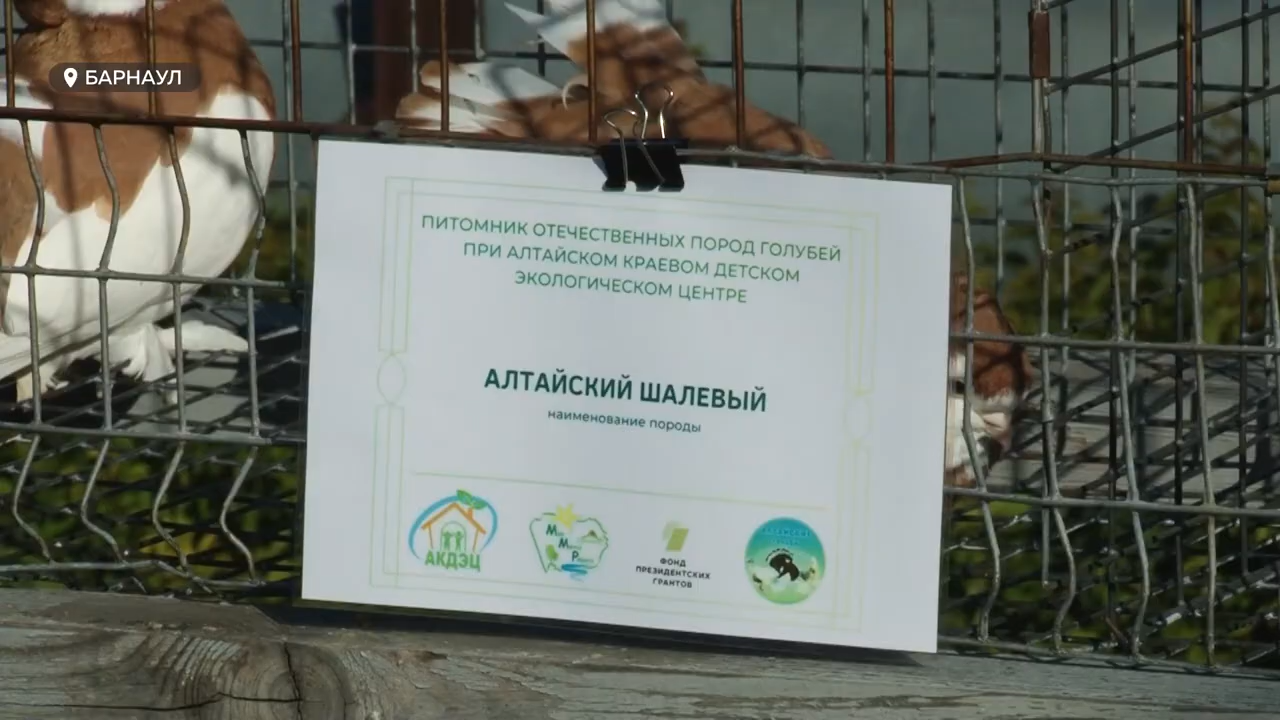 БАРНАУЛ
ПИТОМНИК ОТЕЧЕСТВЕННЫХ ПОРОД ГОЛУБЕЙ
ПРИ АЛТАЙСКОМ КРАЕВОМ ДЕТСКОМ
ЭКОЛОГИЧЕСКОМ ЦЕНТРЕ
АЛТАЙСКИЙ ШАЛЕВЫЙ
наименование породы
АКДЭЦ
ФОНД
ПРЕЗИДЕНТСКИХ
ГРАНТОВ